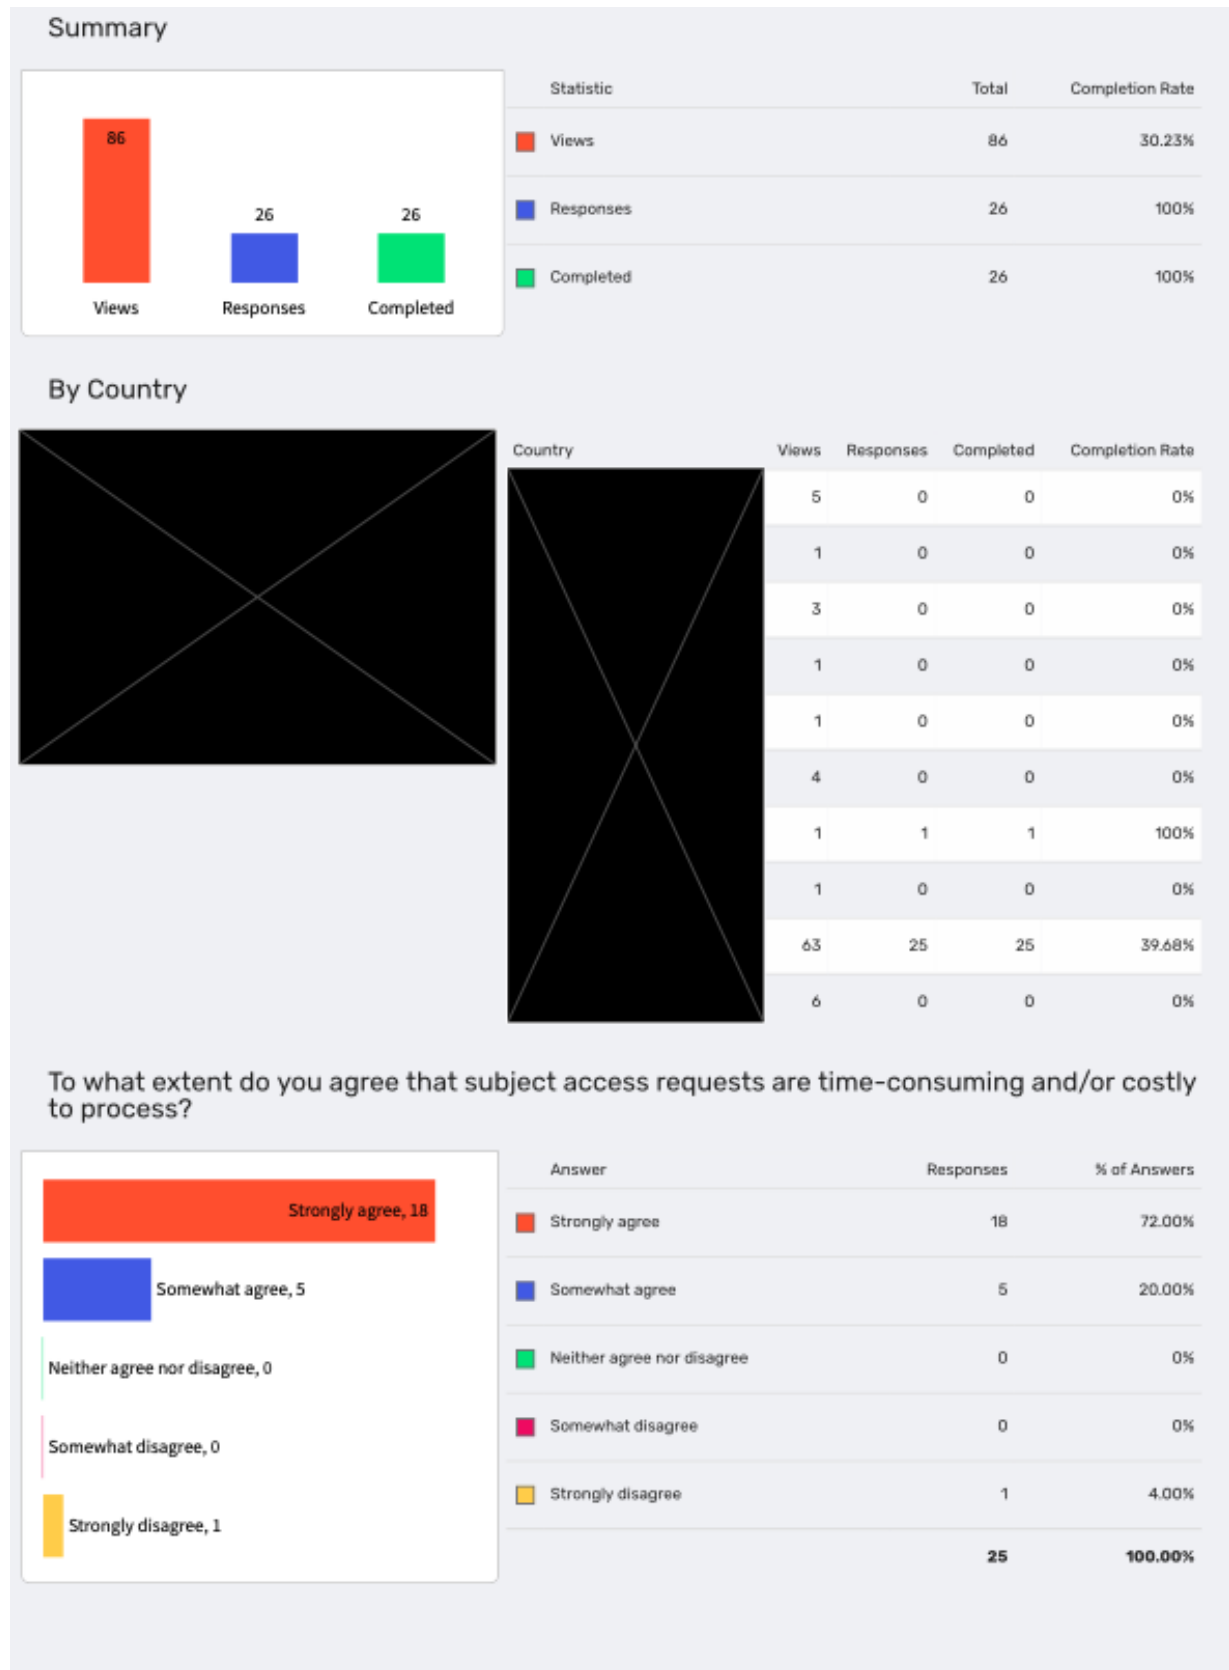 Summary
86
26
26
Views
Responses
Completed
Statistic Total Completion Rate
Views 86 30.23%
Responses 26 100%
Completed 26 100%
By Country
Country Views Responses Completed Completion Rate
5 0 0 0%
1 0 0 0%
3 0 0 0%
1 0 0 0%
1 0 0 0%
4 0 0 0%
1 1 1 100%
1 0 0 0%
63 25 25 39.68%
6 0 0 0%
To what extent do you agree that subject access requests are time-consuming and/or costly
to process?
Strongly agree, 18
Somewhat agree, 5
Neither agree nor disagree, 0
Somewhat disagree, 0
Strongly disagree, 1
Answer Responses % of Answers
Strongly agree 18 72.00%
Somewhat agree 5 20.00%
Neither agree nor disagree 0 0%
Somewhat disagree 0 0%
Strongly disagree 1 4.00%
25 100.00%